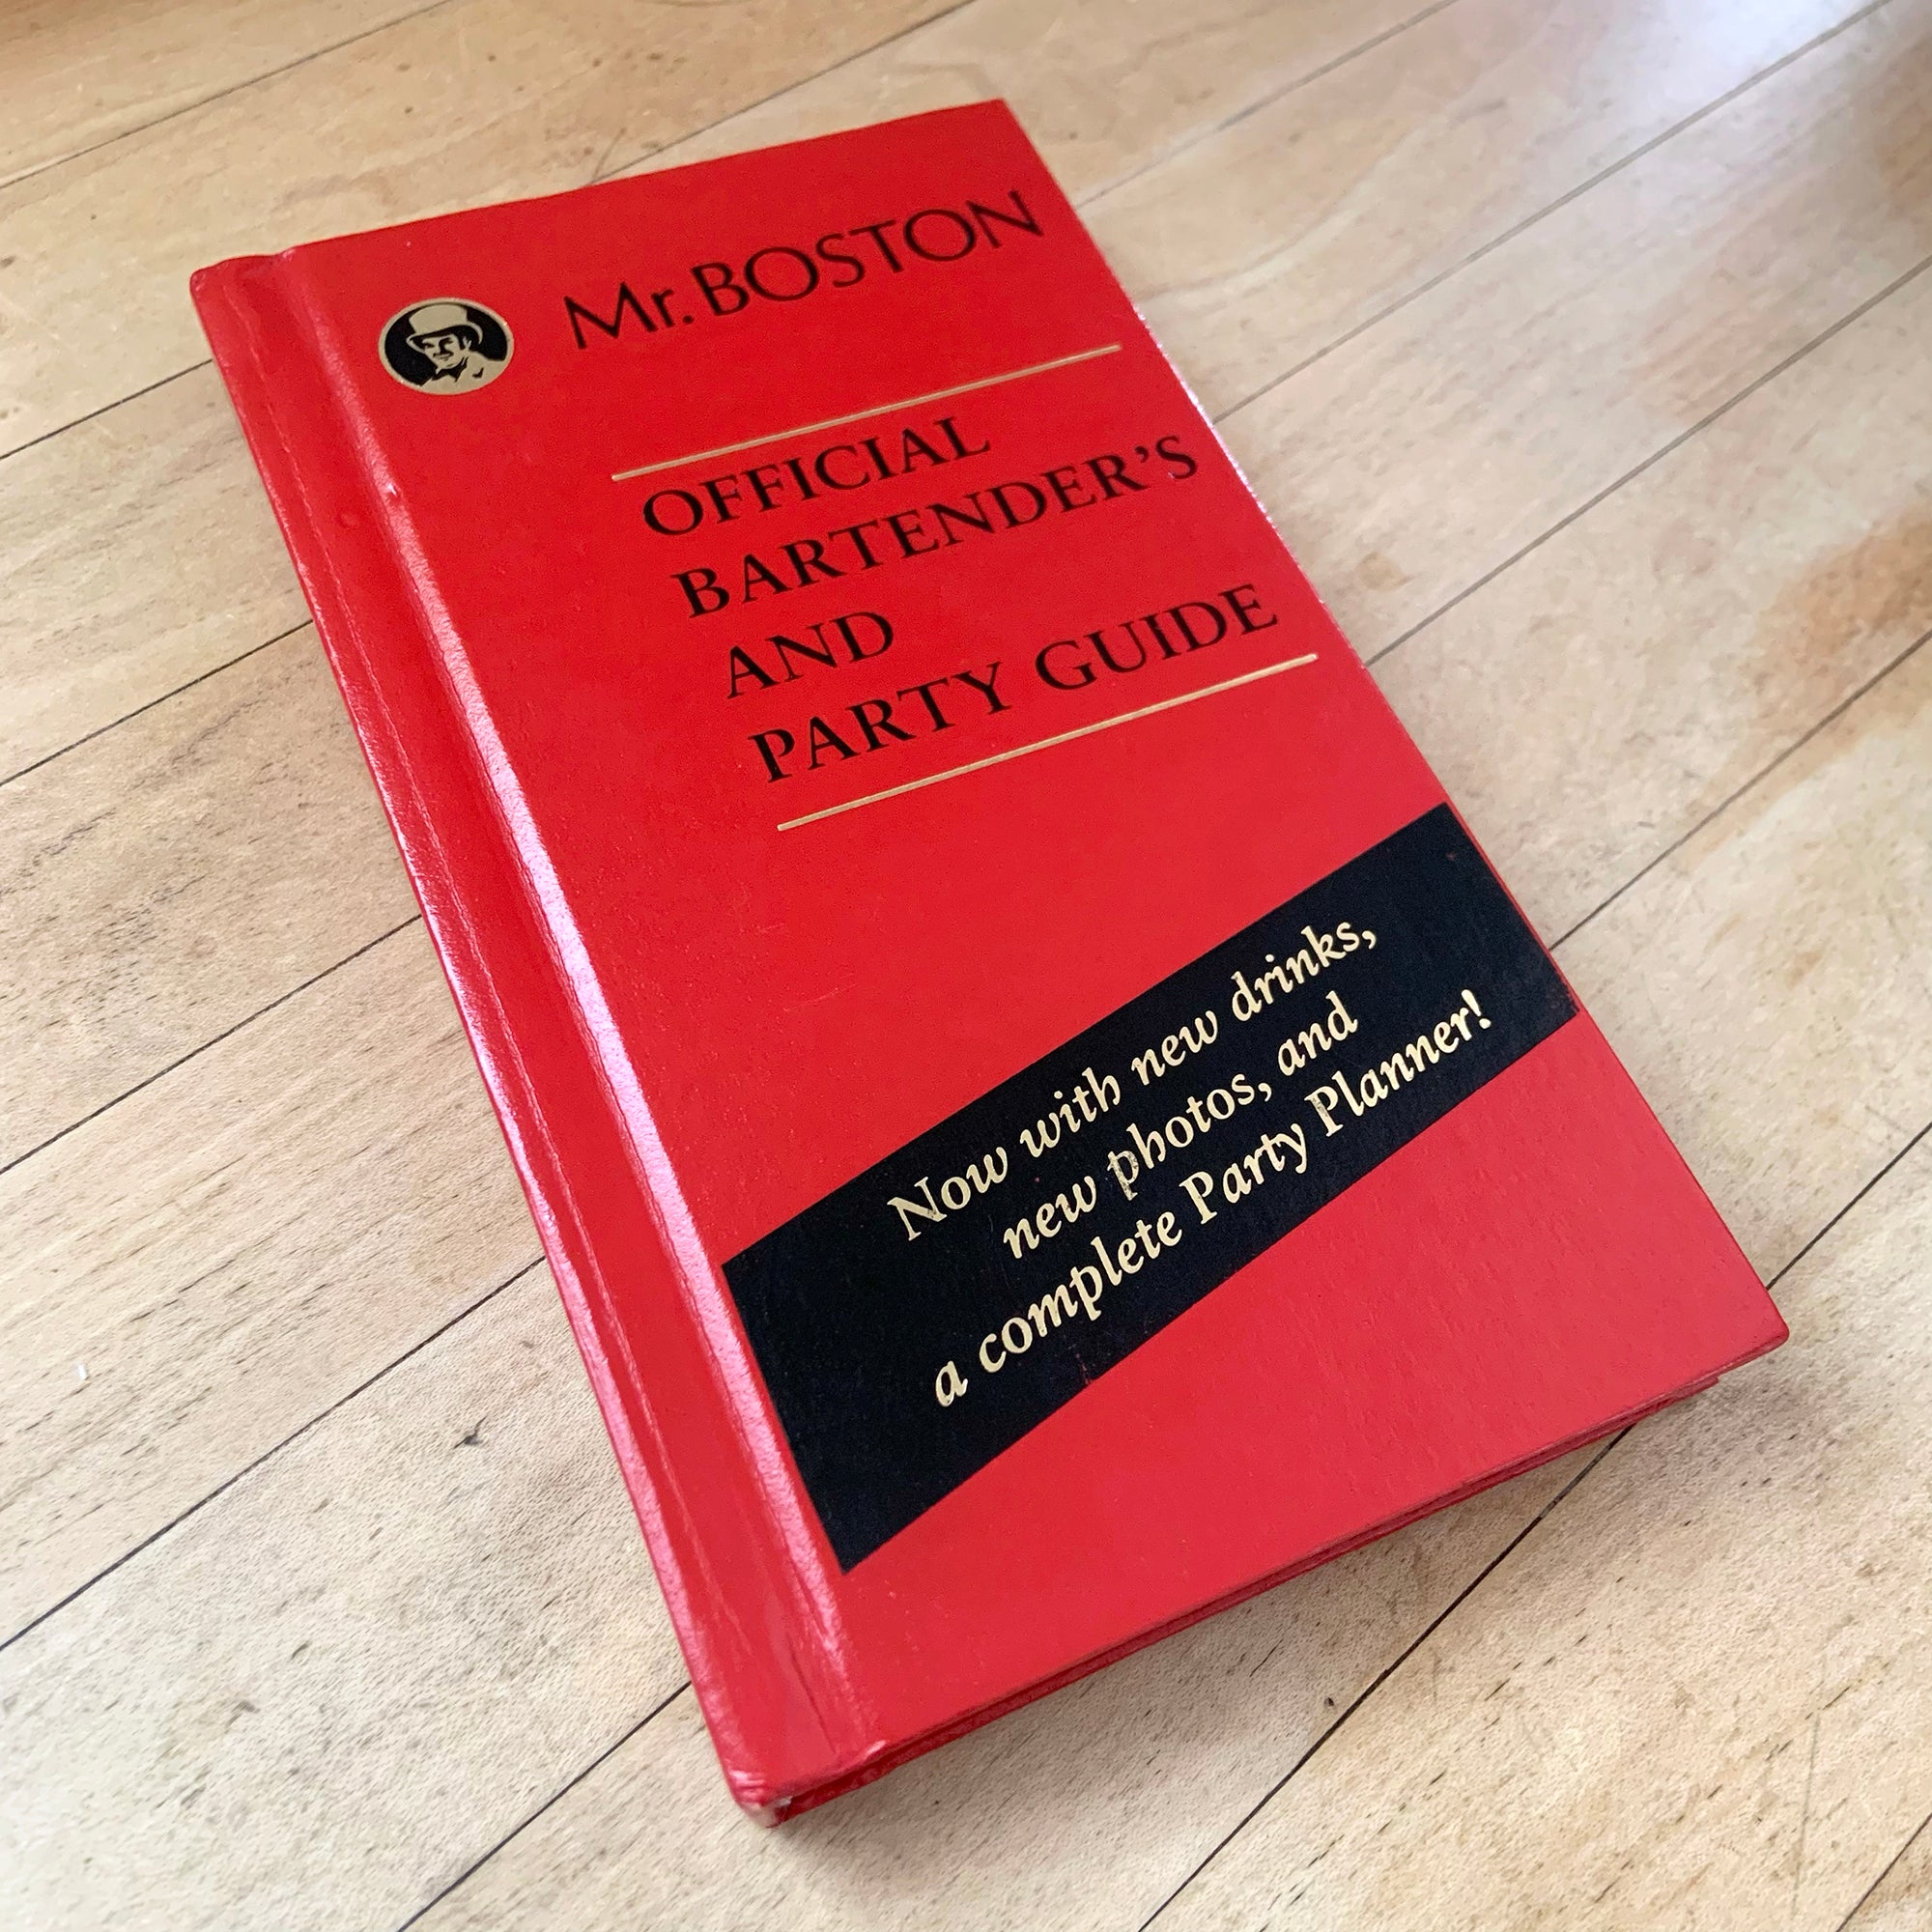 Mr. BOSTON
OFFICIAL
BARTENDER'S
AND
PARTY GUIDE
Now with new drinks,
new photos, and
a complete Party Planner!